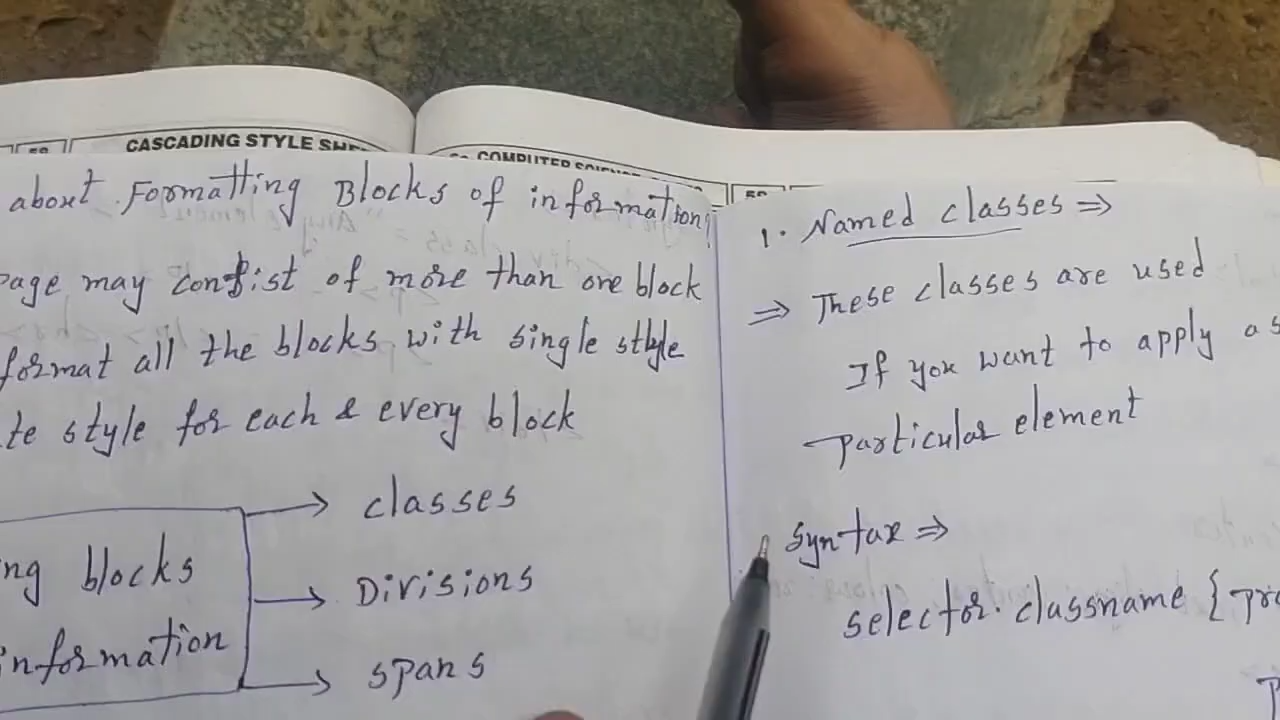 CASCADING STYLE
COMPUTER
59
about Formatting Blocks of information
page may consist of more than one block
format all the blocks with single style
te style for each & every block
classes
Divisions
spans
ng blocks
information
1. Named classes ⇒
⇒ These classes are used
If you want to apply a s
particular element
syntax ⇒
selector.classname { pro